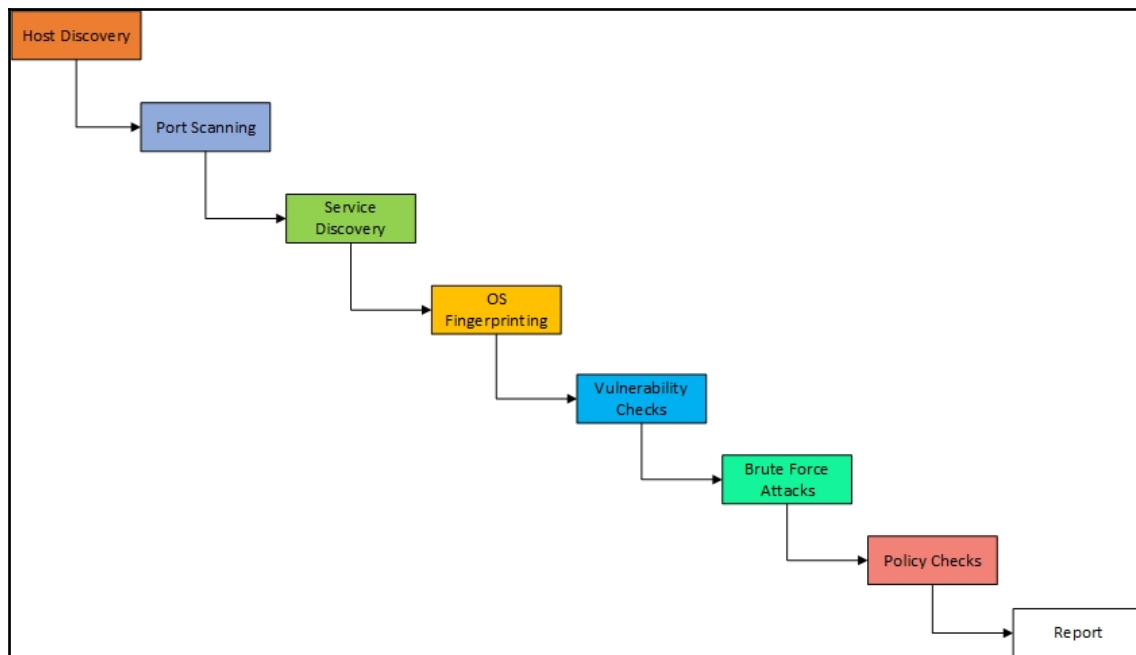 Host Discovery
Port Scanning
Service
Discovery
OS
Fingerprinting
Vulnerability
Checks
Brute Force
Attacks
Policy Checks
Report